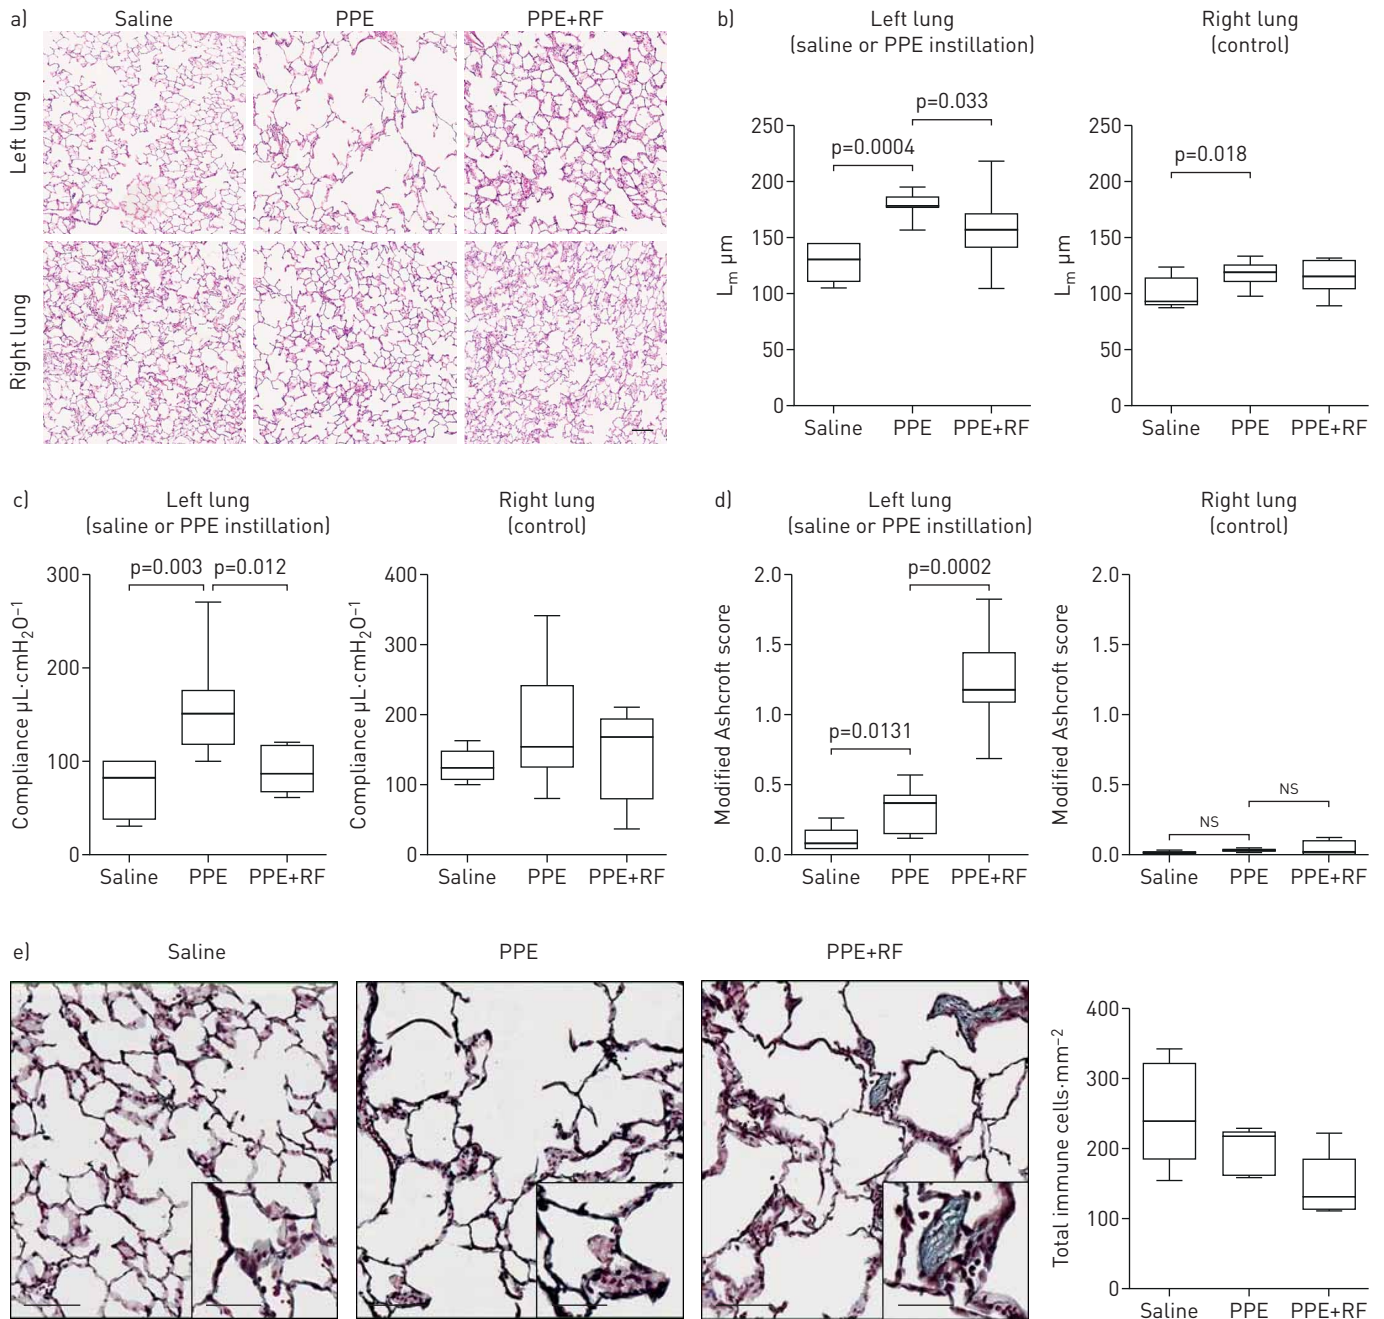 a)
Saline
PPE
PPE+RF
Left lung
Right lung
b)
Left lung
(saline or PPE instillation)
Right lung
(control)
p=0.033
p=0.0004
250
200
150
100
50
0
Lm µm
Saline
PPE
PPE+RF
p=0.018
250
200
150
100
50
0
Lm µm
Saline
PPE
PPE+RF
c)
Left lung
(saline or PPE instillation)
Right lung
(control)
p=0.003
p=0.012
300
200
100
0
Compliance µL·cmH₂O⁻¹
Saline
PPE
PPE+RF
400
300
200
100
0
Compliance µL·cmH₂O⁻¹
Saline
PPE
PPE+RF
d)
Left lung
(saline or PPE instillation)
Right lung
(control)
p=0.0002
p=0.0131
2.0
1.5
1.0
0.5
0.0
Modified Ashcroft score
Saline
PPE
PPE+RF
2.0
1.5
1.0
0.5
0.0
Modified Ashcroft score
NS
NS
Saline
PPE
PPE+RF
e)
Saline
PPE
PPE+RF
400
300
200
100
0
Total immune cells·mm⁻²
Saline
PPE
PPE+RF